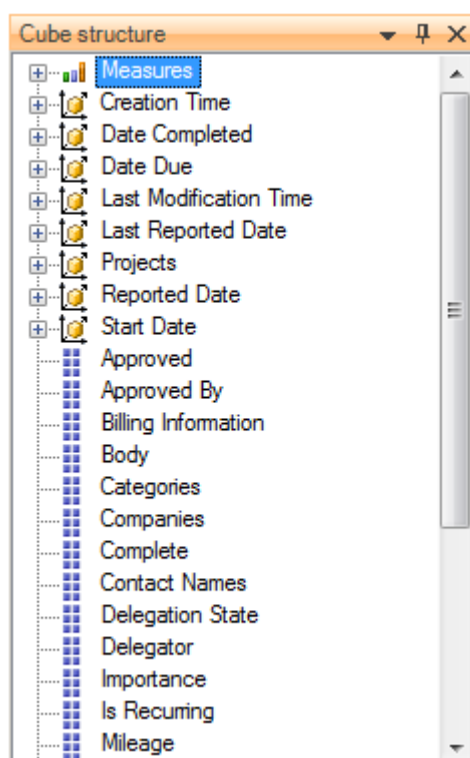 Cube structure
Measures
Creation Time
Date Completed
Date Due
Last Modification Time
Last Reported Date
Projects
Reported Date
Start Date
Approved
Approved By
Billing Information
Body
Categories
Companies
Complete
Contact Names
Delegation State
Delegator
Importance
Is Recurring
Mileage